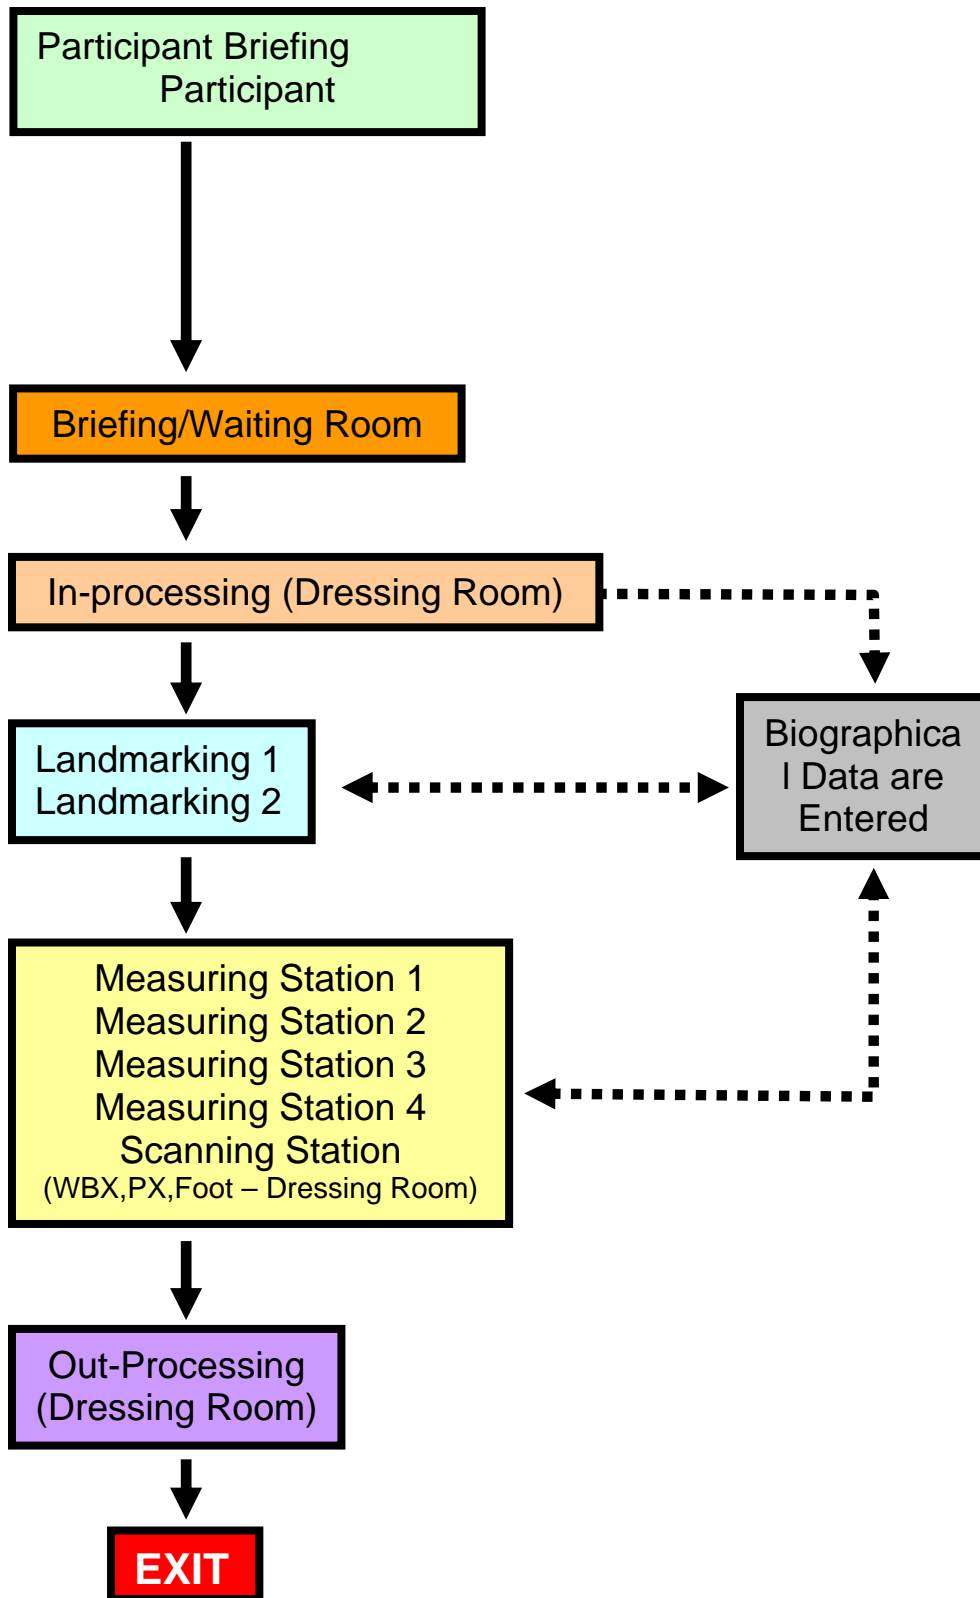 Participant Briefing
Participant
Briefing/Waiting Room
In-processing (Dressing Room)
Landmarking 1
Landmarking 2
Biographica
l Data are
Entered
Measuring Station 1
Measuring Station 2
Measuring Station 3
Measuring Station 4
Scanning Station
(WBX,PX,Foot – Dressing Room)
Out-Processing
(Dressing Room)
EXIT